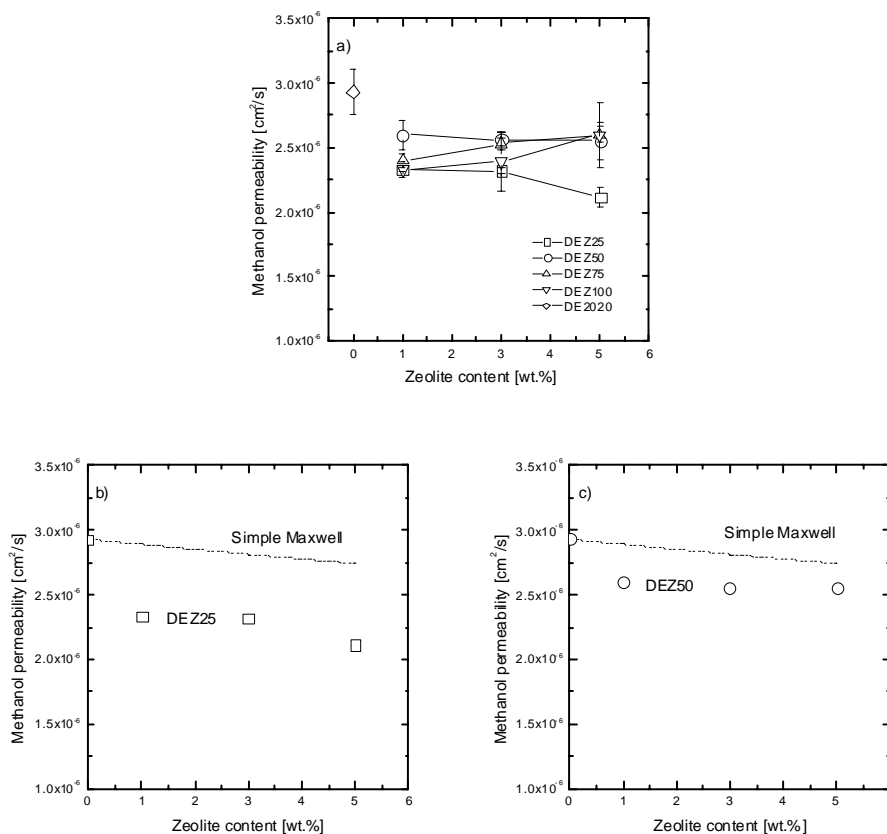 3.5x10⁻⁶
a)
3.0x10⁻⁶
2.5x10⁻⁶
2.0x10⁻⁶
1.5x10⁻⁶
1.0x10⁻⁶
Methanol permeability [cm²/s]
DEZ25
DEZ50
DEZ75
DEZ100
DE2020
0 1 2 3 4 5 6
Zeolite content [wt.%]
3.5x10⁻⁶
b)
3.0x10⁻⁶
2.5x10⁻⁶
2.0x10⁻⁶
1.5x10⁻⁶
1.0x10⁻⁶
Methanol permeability [cm²/s]
Simple Maxwell
DEZ25
0 1 2 3 4 5 6
Zeolite content [wt.%]
3.5x10⁻⁶
c)
3.0x10⁻⁶
2.5x10⁻⁶
2.0x10⁻⁶
1.5x10⁻⁶
1.0x10⁻⁶
Methanol permeability [cm²/s]
Simple Maxwell
DEZ50
0 1 2 3 4 5
Zeolite content [wt.%]